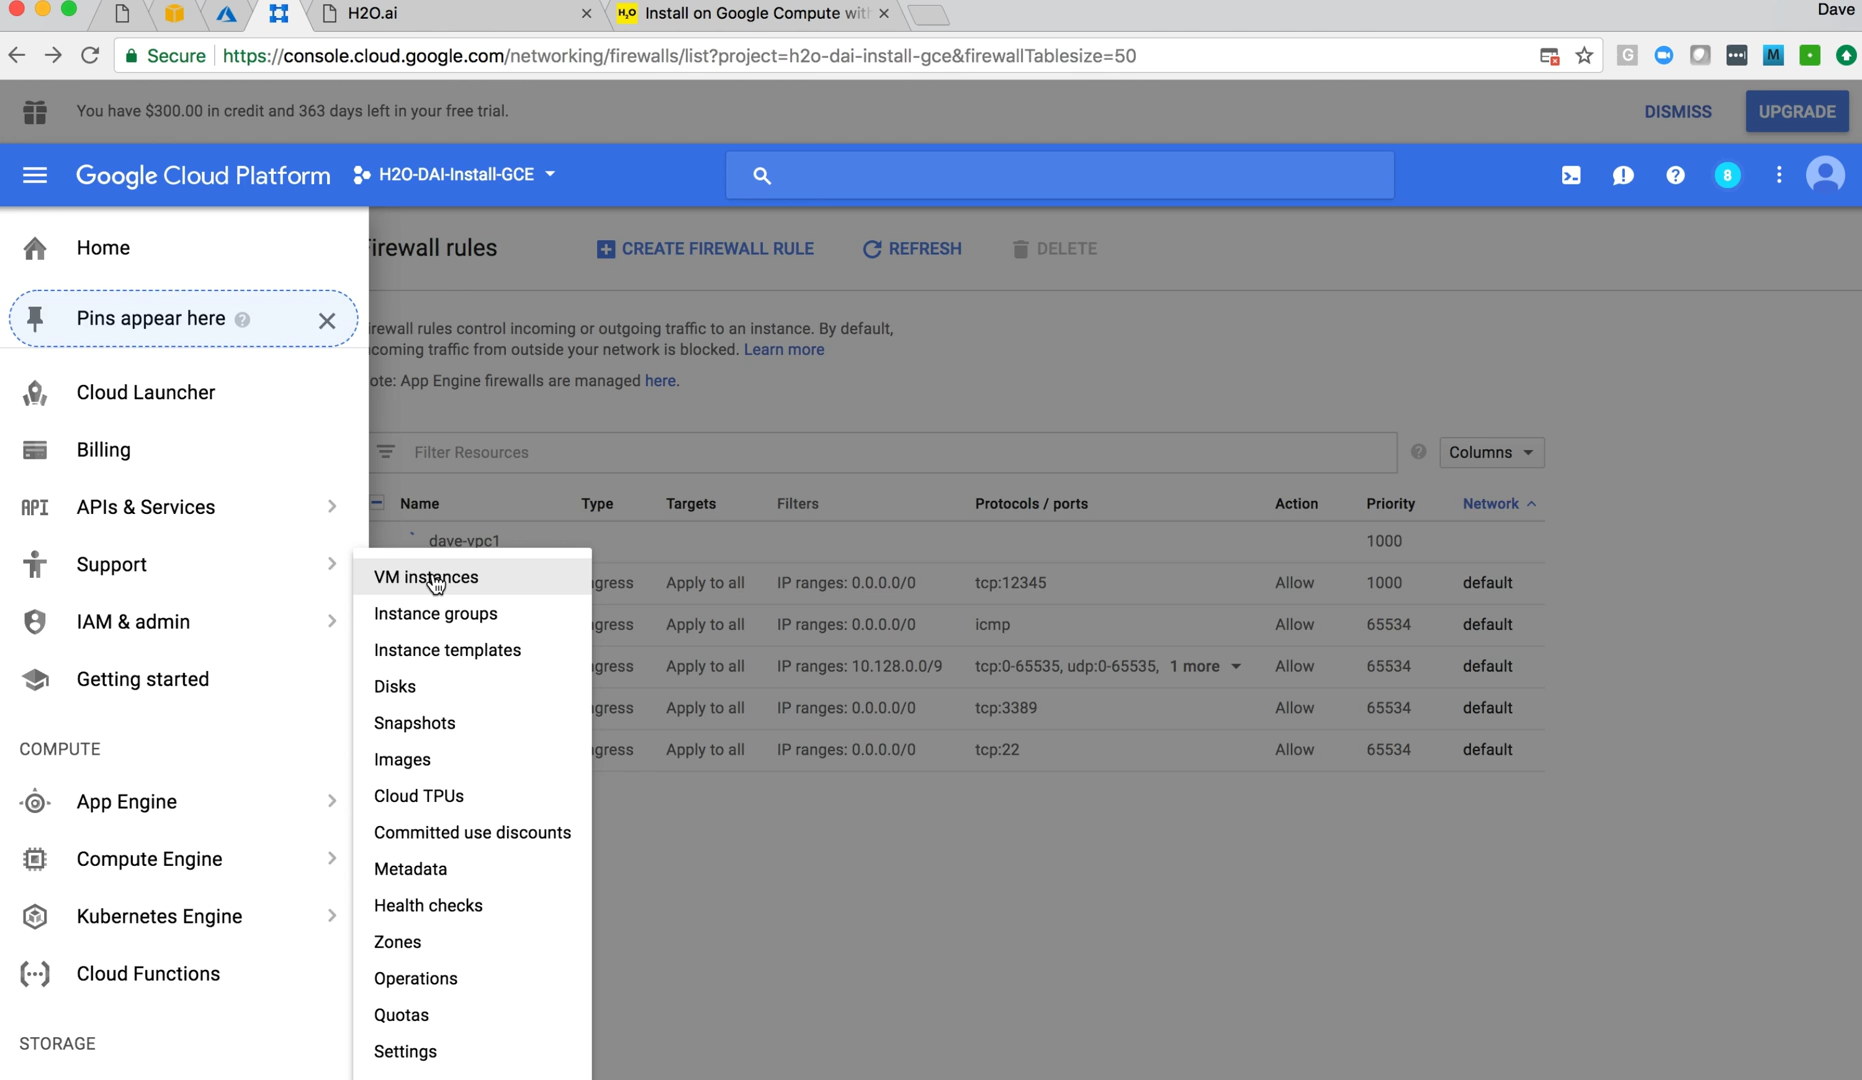 H2O.ai
Install on Google Compute with
Dave
Secure
https://console.cloud.google.com/networking/firewalls/list?project=h2o-dai-install-gce&firewallTablesize=50
You have $300.00 in credit and 363 days left in your free trial.
DISMISS
UPGRADE
Google Cloud Platform
H2O-DAI-Install-GCE
8
Home
Pins appear here
Cloud Launcher
Billing
API APIs & Services
Support
IAM & admin
Getting started
COMPUTE
App Engine
Compute Engine
Kubernetes Engine
Cloud Functions
STORAGE
VM instances
Instance groups
Instance templates
Disks
Snapshots
Images
Cloud TPUs
Committed use discounts
Metadata
Health checks
Zones
Operations
Quotas
Settings
irewall rules
CREATE FIREWALL RULE
REFRESH
DELETE
irewall rules control incoming or outgoing traffic to an instance. By default,
coming traffic from outside your network is blocked. Learn more
ote: App Engine firewalls are managed here.
Filter Resources
Columns
Name Type Targets Filters Protocols / ports Action Priority Network
dave-vpc1 1000
gress Apply to all IP ranges: 0.0.0.0/0 tcp:12345 Allow 1000 default
gress Apply to all IP ranges: 0.0.0.0/0 icmp Allow 65534 default
gress Apply to all IP ranges: 10.128.0.0/9 tcp:0-65535, udp:0-65535, 1 more Allow 65534 default
gress Apply to all IP ranges: 0.0.0.0/0 tcp:3389 Allow 65534 default
gress Apply to all IP ranges: 0.0.0.0/0 tcp:22 Allow 65534 default